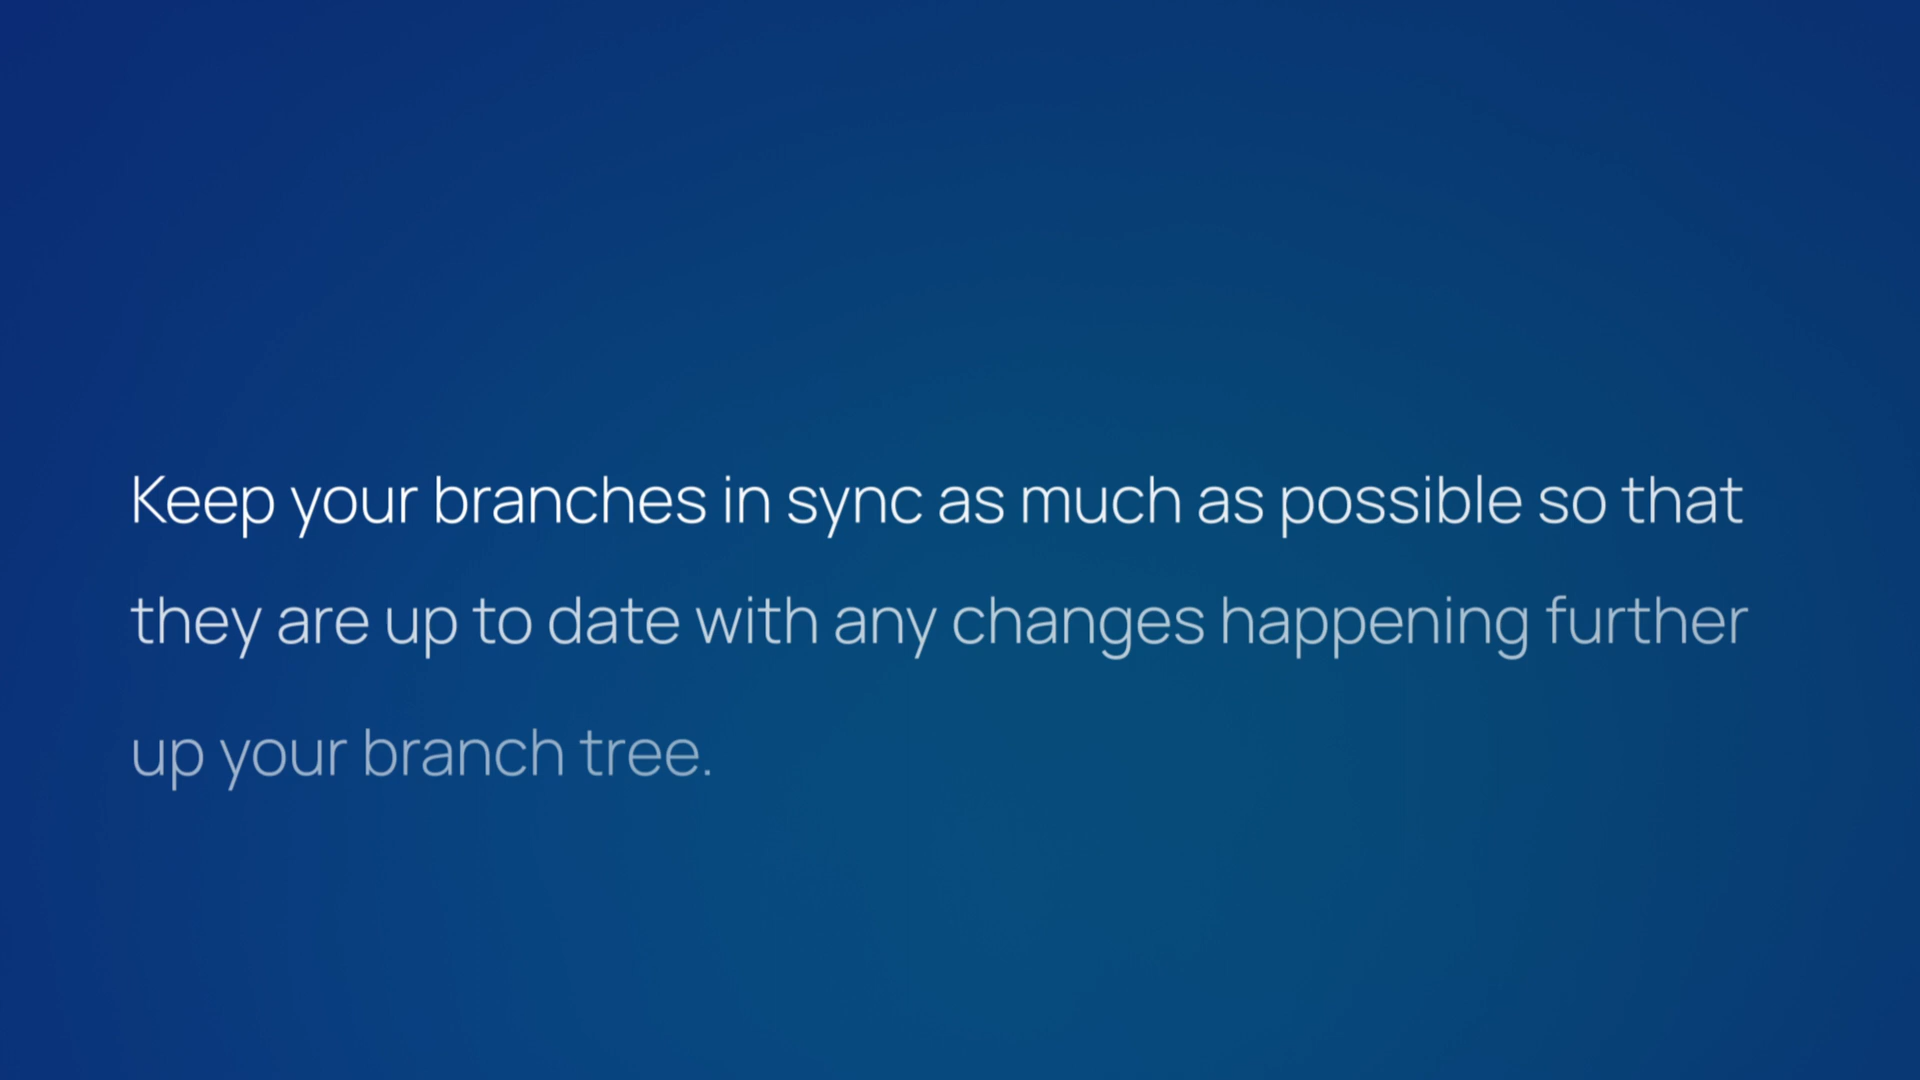 Keep your branches in sync as much as possible so that
they are up to date with any changes happening further
up your branch tree.